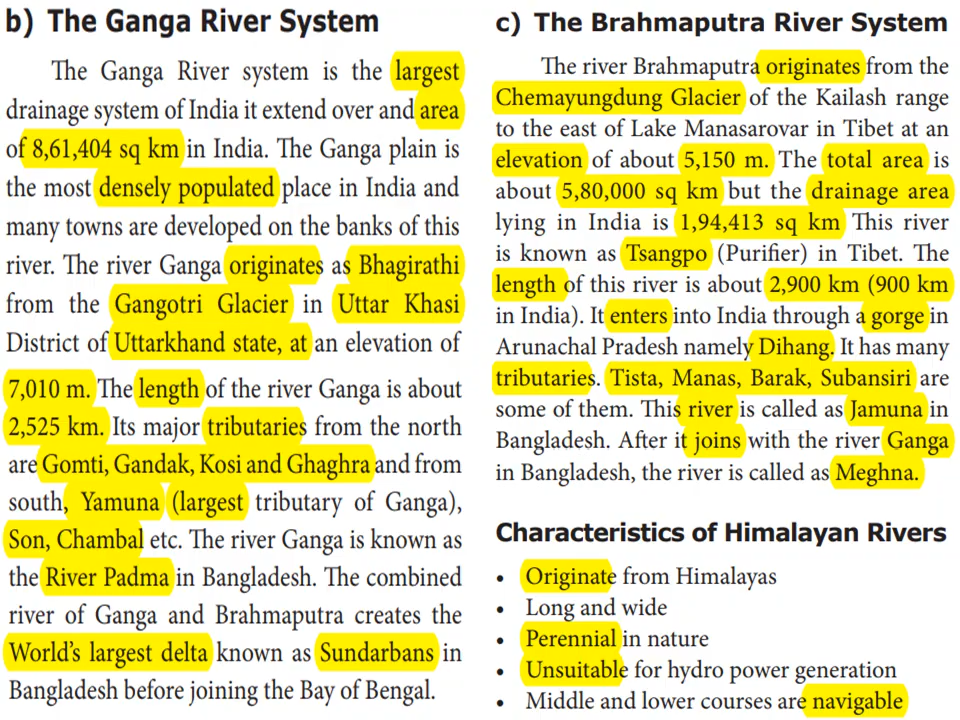 b) The Ganga River System
The Ganga River system is the largest
drainage system of India it extend over and area
of 8,61,404 sq km in India. The Ganga plain is
the most densely populated place in India and
many towns are developed on the banks of this
river. The river Ganga originates as Bhagirathi
from the Gangotri Glacier in Uttar Khasi
District of Uttarkhand state, at an elevation of
7,010 m. The length of the river Ganga is about
2,525 km. Its major tributaries from the north
are Gomti, Gandak, Kosi and Ghaghra and from
south, Yamuna (largest tributary of Ganga),
Son, Chambal etc. The river Ganga is known as
the River Padma in Bangladesh. The combined
river of Ganga and Brahmaputra creates the
World's largest delta known as Sundarbans in
Bangladesh before joining the Bay of Bengal.
c) The Brahmaputra River System
The river Brahmaputra originates from the
Chemayungdung Glacier of the Kailash range
to the east of Lake Manasarovar in Tibet at an
elevation of about 5,150 m. The total area is
about 5,80,000 sq km but the drainage area
lying in India is 1,94,413 sq km This river
is known as Tsangpo (Purifier) in Tibet. The
length of this river is about 2,900 km (900 km
in India). It enters into India through a gorge in
Arunachal Pradesh namely Dihang. It has many
tributaries. Tista, Manas, Barak, Subansiri are
some of them. This river is called as Jamuna in
Bangladesh. After it joins with the river Ganga
in Bangladesh, the river is called as Meghna.
Characteristics of Himalayan Rivers
• Originate from Himalayas
• Long and wide
• Perennial in nature
• Unsuitable for hydro power generation
• Middle and lower courses are navigable